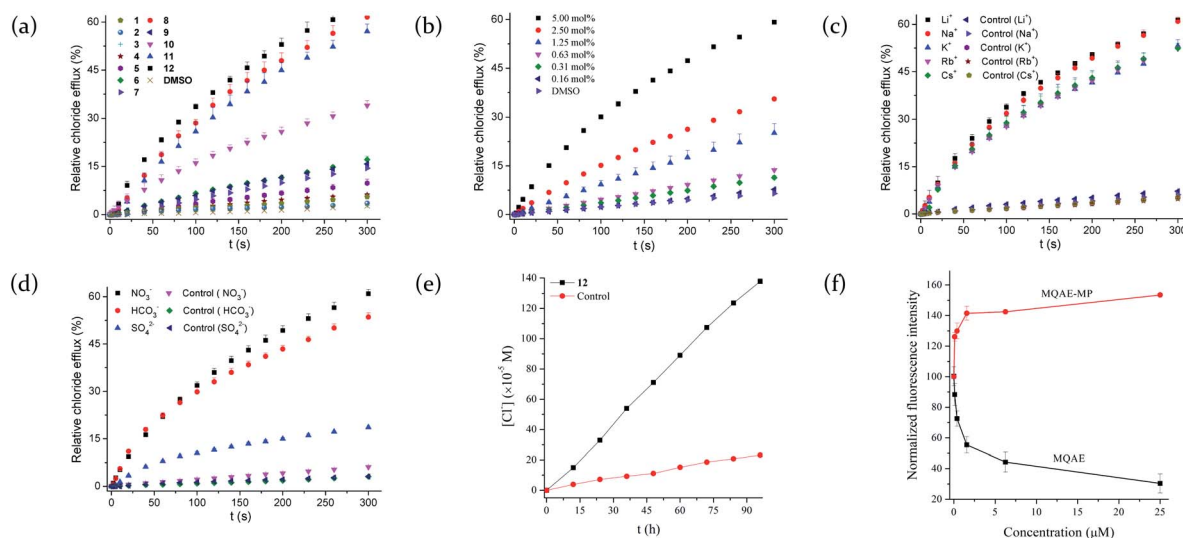 (a)
Relative chloride efflux (%)
60
45
30
15
0
1 8
2 9
3 10
4 11
5 12
6 DMSO
7
0 50 100 150 200 250 300
t (s)
(b)
Relative chloride efflux (%)
60
45
30
15
0
5.00 mol%
2.50 mol%
1.25 mol%
0.63 mol%
0.31 mol%
0.16 mol%
DMSO
0 50 100 150 200 250 300
t (s)
(c)
Relative chloride efflux (%)
60
45
30
15
0
Li⁺ Control (Li⁺)
Na⁺ Control (Na⁺)
K⁺ Control (K⁺)
Rb⁺ Control (Rb⁺)
Cs⁺ Control (Cs⁺)
0 50 100 150 200 250 300
t (s)
(d)
Relative chloride efflux (%)
60
45
30
15
0
NO₃⁻ Control ( NO₃⁻)
HCO₃⁻ Control ( HCO₃⁻)
SO₄²⁻ Control (SO₄²⁻)
0 50 100 150 200 250 300
t (s)
(e)
[Cl⁻] (×10⁻⁵ M)
140
120
100
80
60
40
20
0
12
Control
0 15 30 45 60 75 90
t (h)
(f)
Normalized fluorescence intensity
160
140
120
100
80
60
40
20
MQAE-MP
MQAE
0 5 10 15 20 25
Concentration (μM)